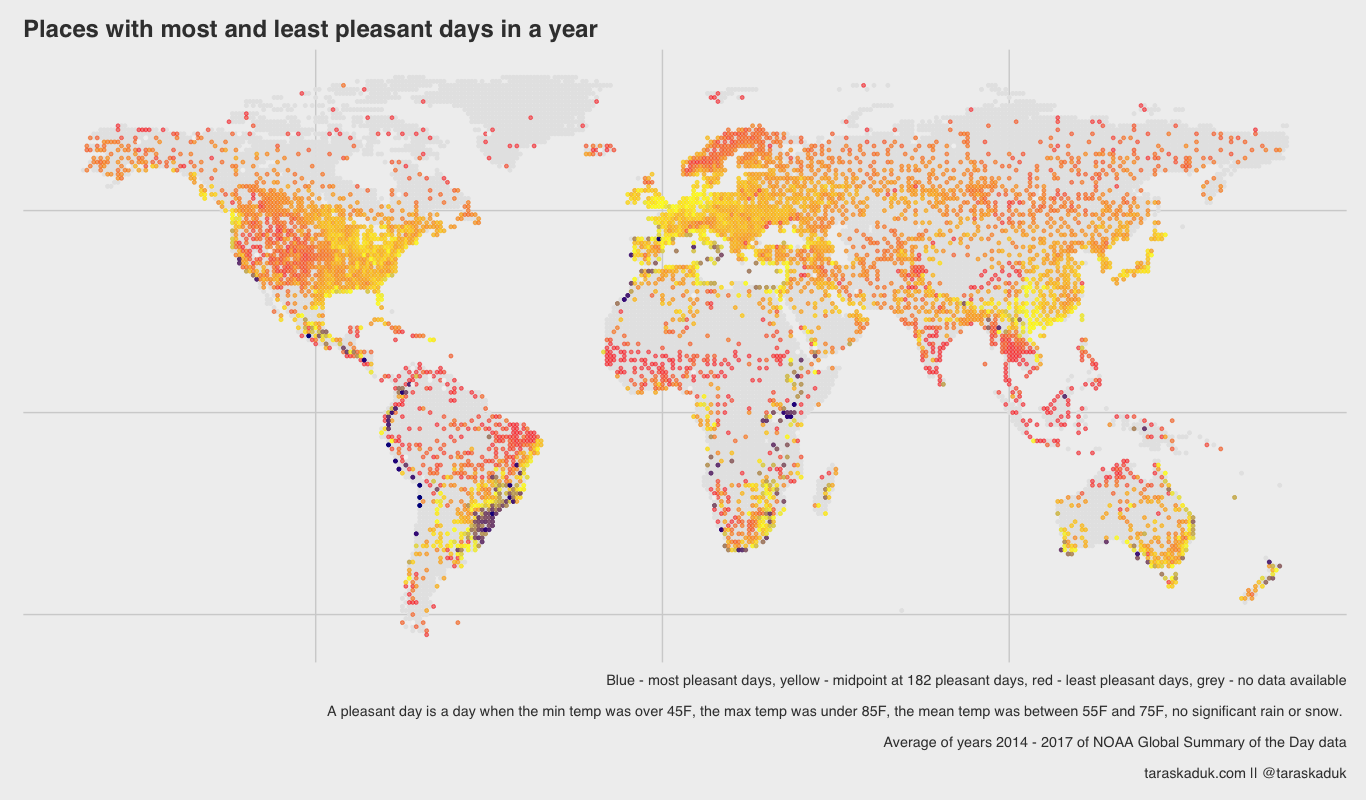 Places with most and least pleasant days in a year
Blue - most pleasant days, yellow - midpoint at 182 pleasant days, red - least pleasant days, grey - no data available
A pleasant day is a day when the min temp was over 45F, the max temp was under 85F, the mean temp was between 55F and 75F, no significant rain or snow.
Average of years 2014 - 2017 of NOAA Global Summary of the Day data
taraskaduk.com || @taraskaduk